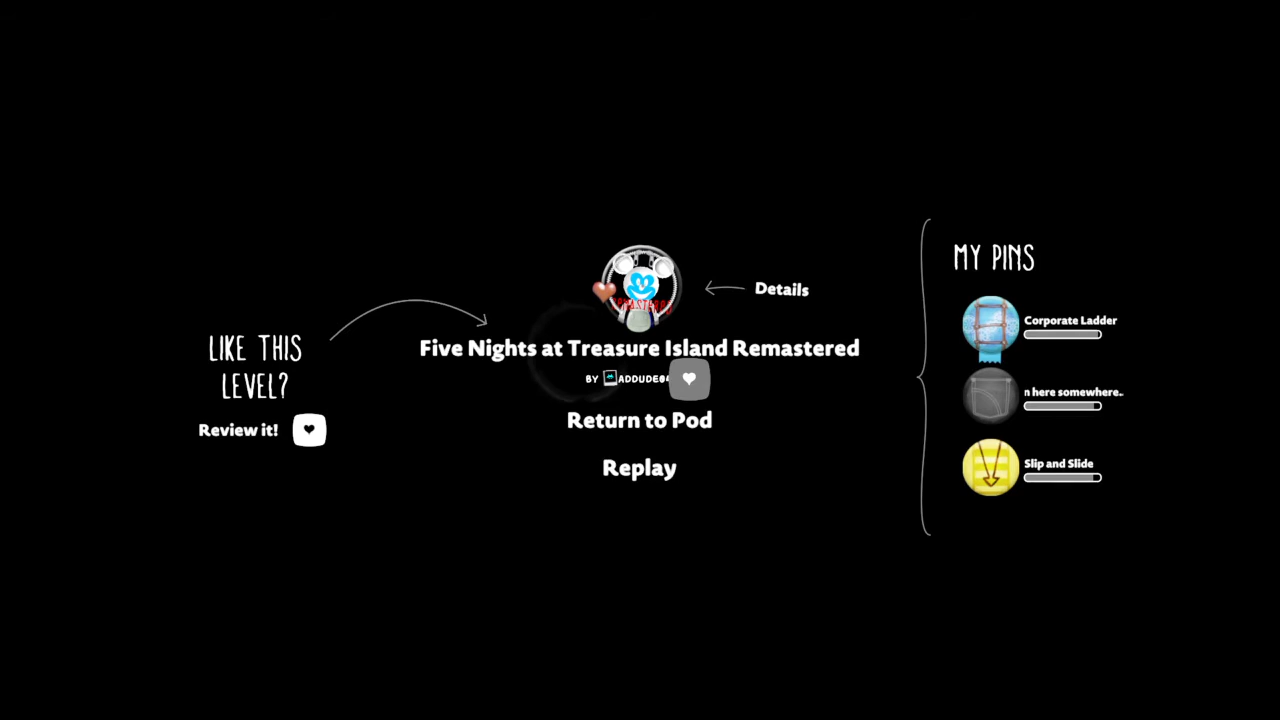 LIKE THIS
LEVEL?
Review it!
Details
Five Nights at Treasure Island Remastered
BY
Return to Pod
Replay
MY PINS
Corporate Ladder
n here somewhere..
Slip and Slide